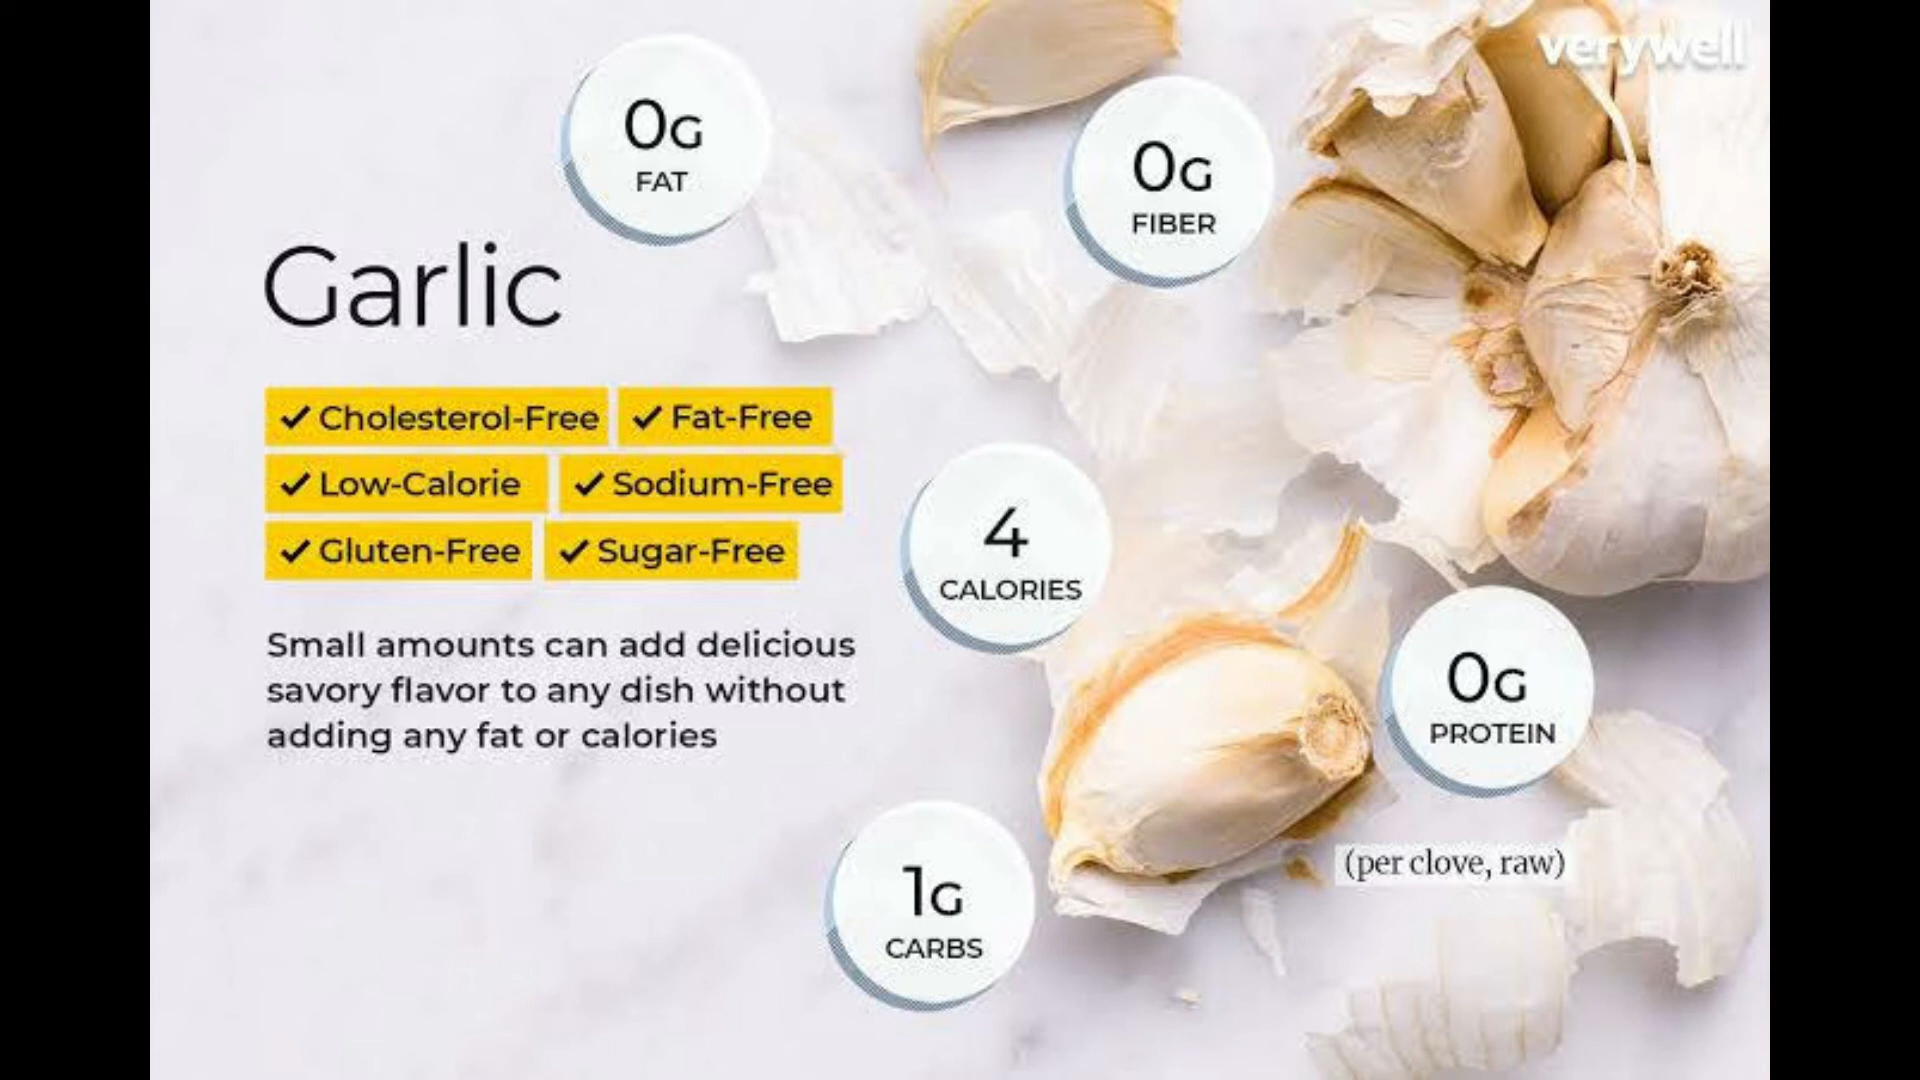 verywell
0G
FAT
0G
FIBER
Garlic
✓ Cholesterol-Free ✓ Fat-Free
✓ Low-Calorie ✓ Sodium-Free
✓ Gluten-Free ✓ Sugar-Free
4
CALORIES
Small amounts can add delicious
savory flavor to any dish without
adding any fat or calories
0G
PROTEIN
(per clove, raw)
1G
CARBS